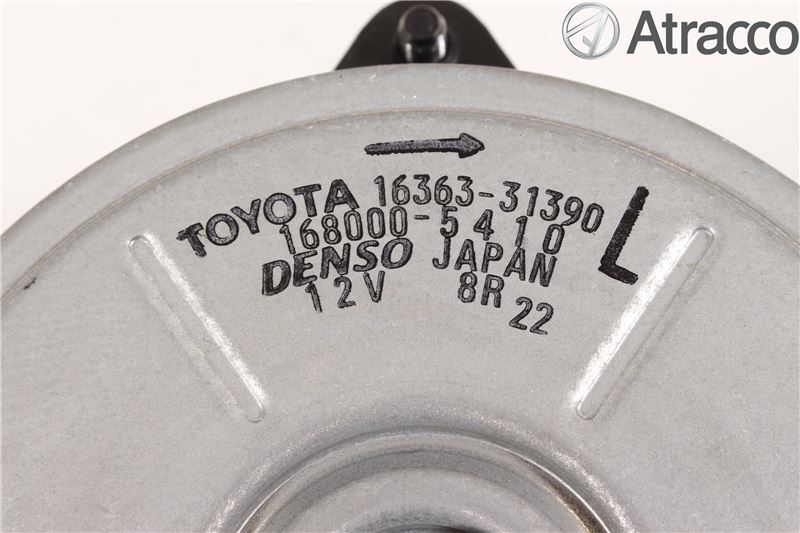 Atracco
TOYOTA 16363-31390 L
168000-5410
DENSO JAPAN
12V 8R 22